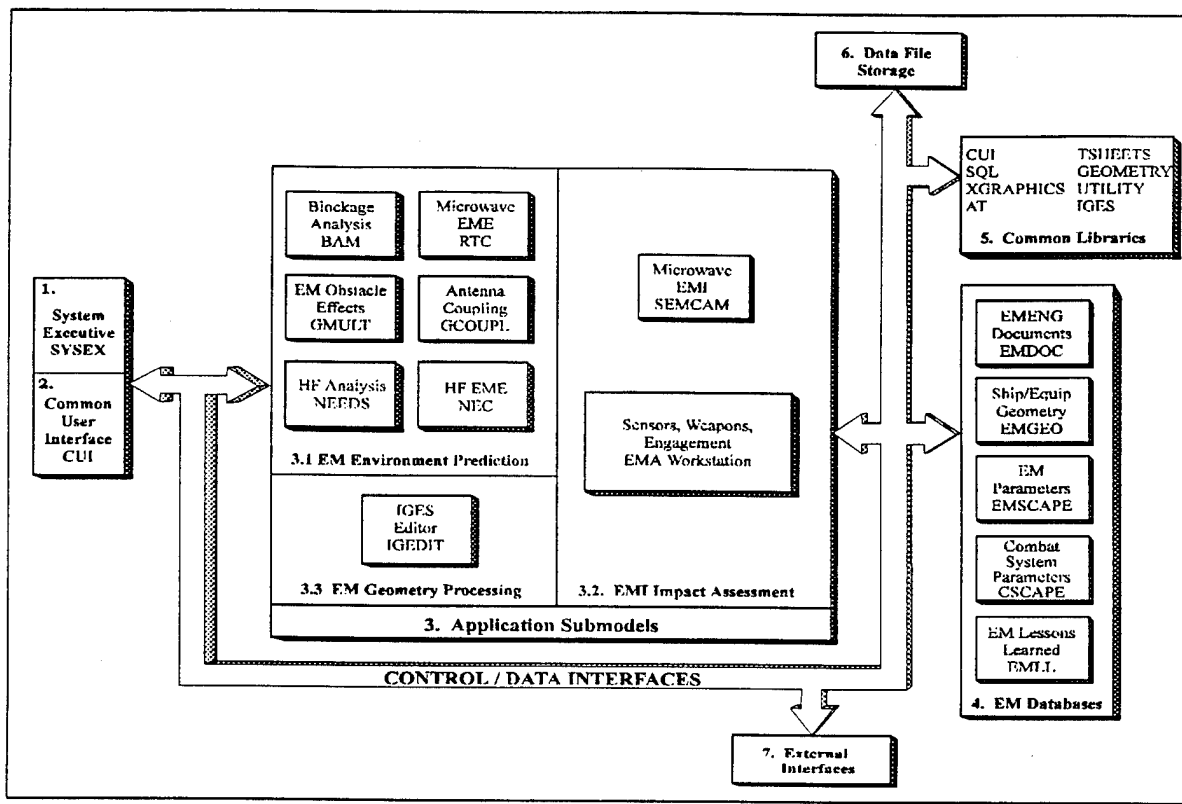 6. Data File
Storage
CUI TSHEETS
SQL GEOMETRY
XGRAPHICS UTILITY
AT IGES
5. Common Libraries
Blockage
Analysis
BAM
Microwave
EME
RTC
EM Obstacle
Effects
GMULT
Antenna
Coupling
GCOUPL
HF Analysis
NEEDS
HF EME
NEC
3.1 EM Environment Prediction
IGES
Editor
IGEDIT
3.3 EM Geometry Processing
Microwave
EMI
SEMCAM
Sensors, Weapons,
Engagement
EMA Workstation
3.2. EMI Impact Assessment
3. Application Submodels
1.
System
Executive
SYSEX
2.
Common
User
Interface
CUI
EMENG
Documents
EMDOC
Ship/Equip
Geometry
EMGEO
EM
Parameters
EMSCAPE
Combat
System
Parameters
CSCAPE
EM Lessons
Learned
EMLL
4. EM Databases
CONTROL / DATA INTERFACES
7. External
Interfaces